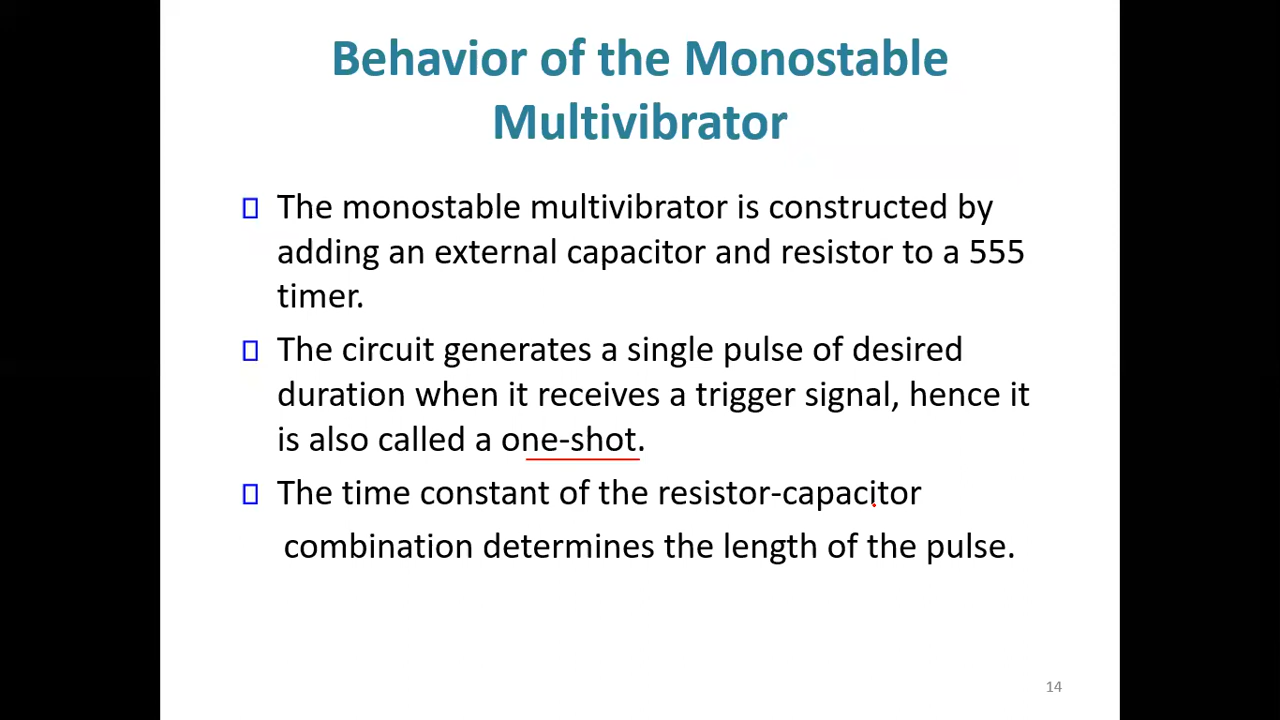 Behavior of the Monostable
Multivibrator
The monostable multivibrator is constructed by
adding an external capacitor and resistor to a 555
timer.
The circuit generates a single pulse of desired
duration when it receives a trigger signal, hence it
is also called a one-shot.
The time constant of the resistor-capacitor
combination determines the length of the pulse.
14